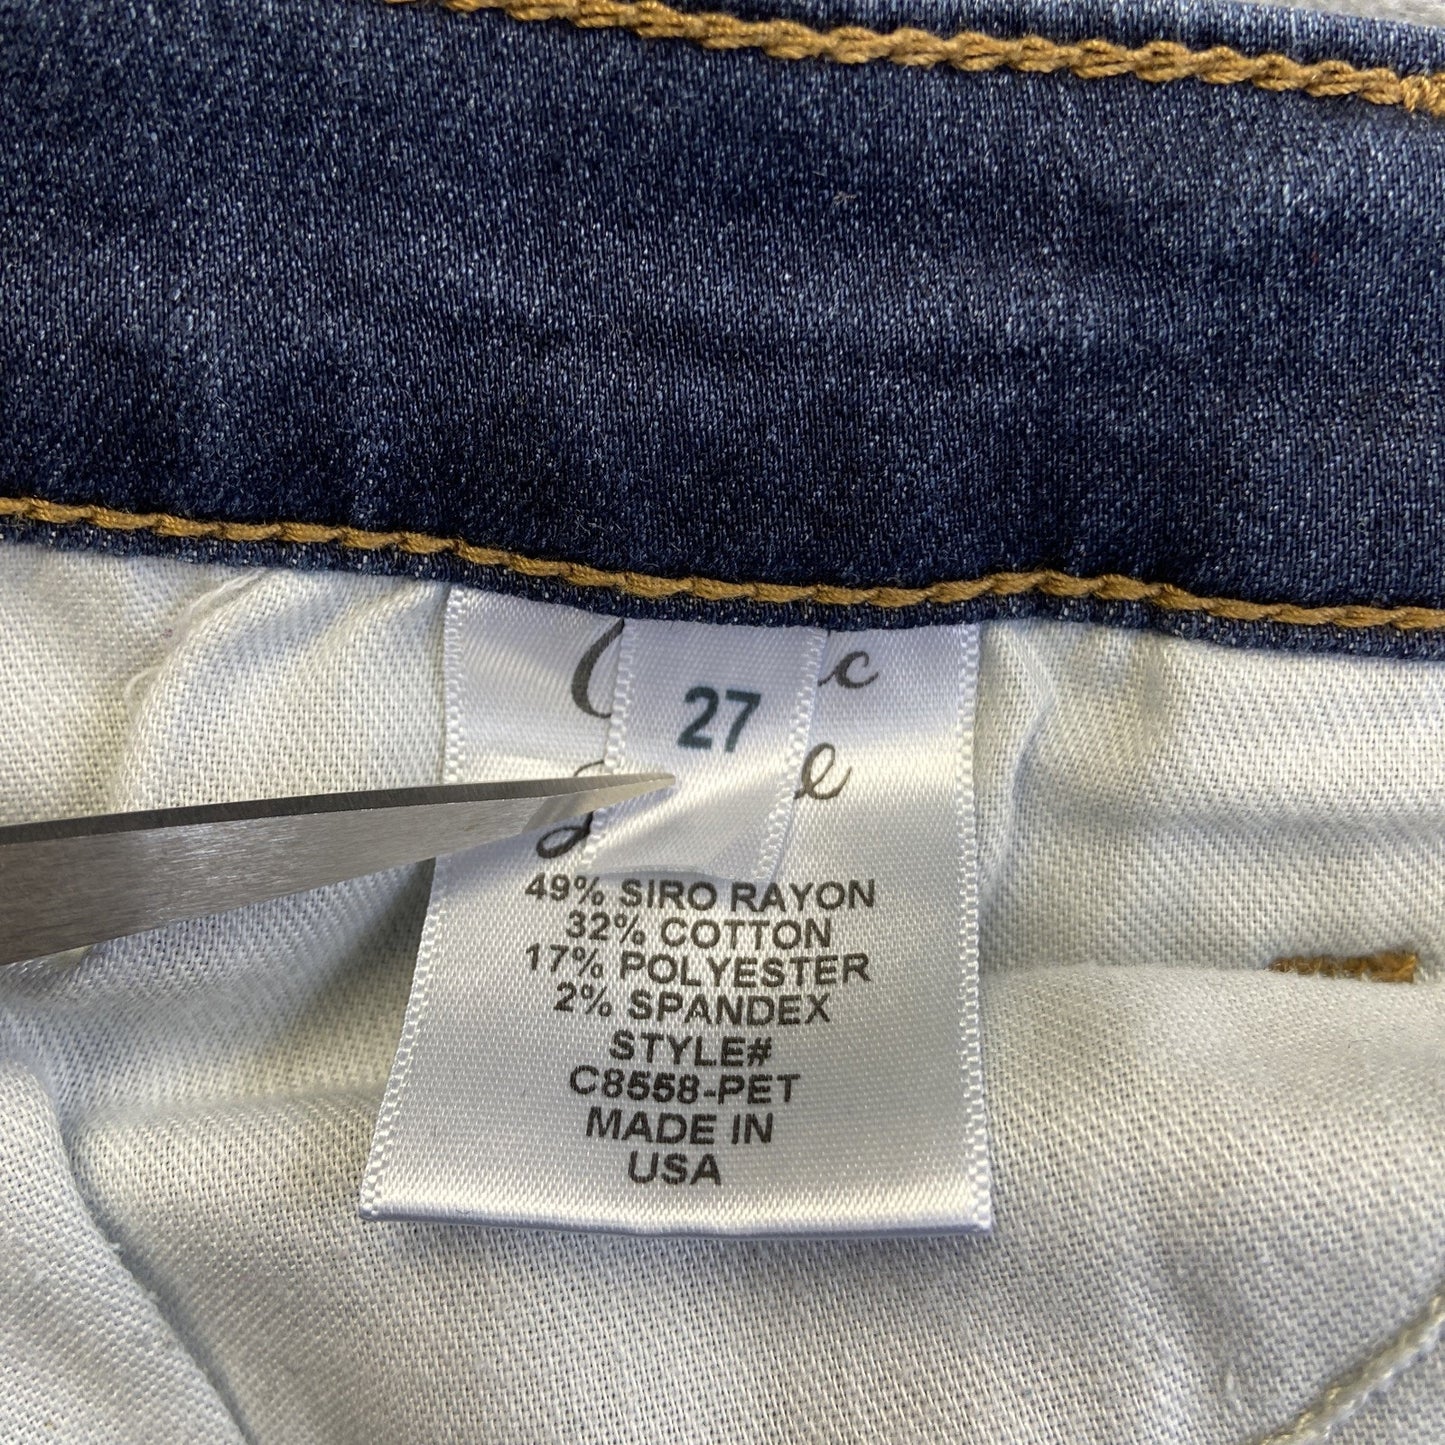 27
49% SIRO RAYON
32% COTTON
17% POLYESTER
2% SPANDEX
STYLE#
C8558-PET
MADE IN
USA